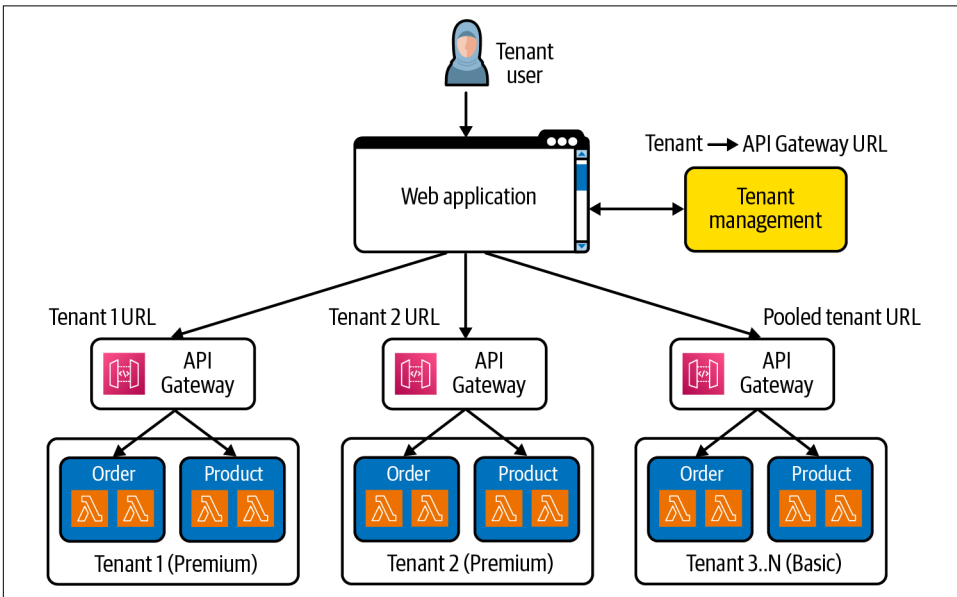 Tenant
user
Tenant → API Gateway URL
Web application
Tenant
management
Tenant 1 URL
Tenant 2 URL
Pooled tenant URL
API
Gateway
API
Gateway
API
Gateway
Order
Product
Order
Product
Order
Product
Tenant 1 (Premium)
Tenant 2 (Premium)
Tenant 3..N (Basic)